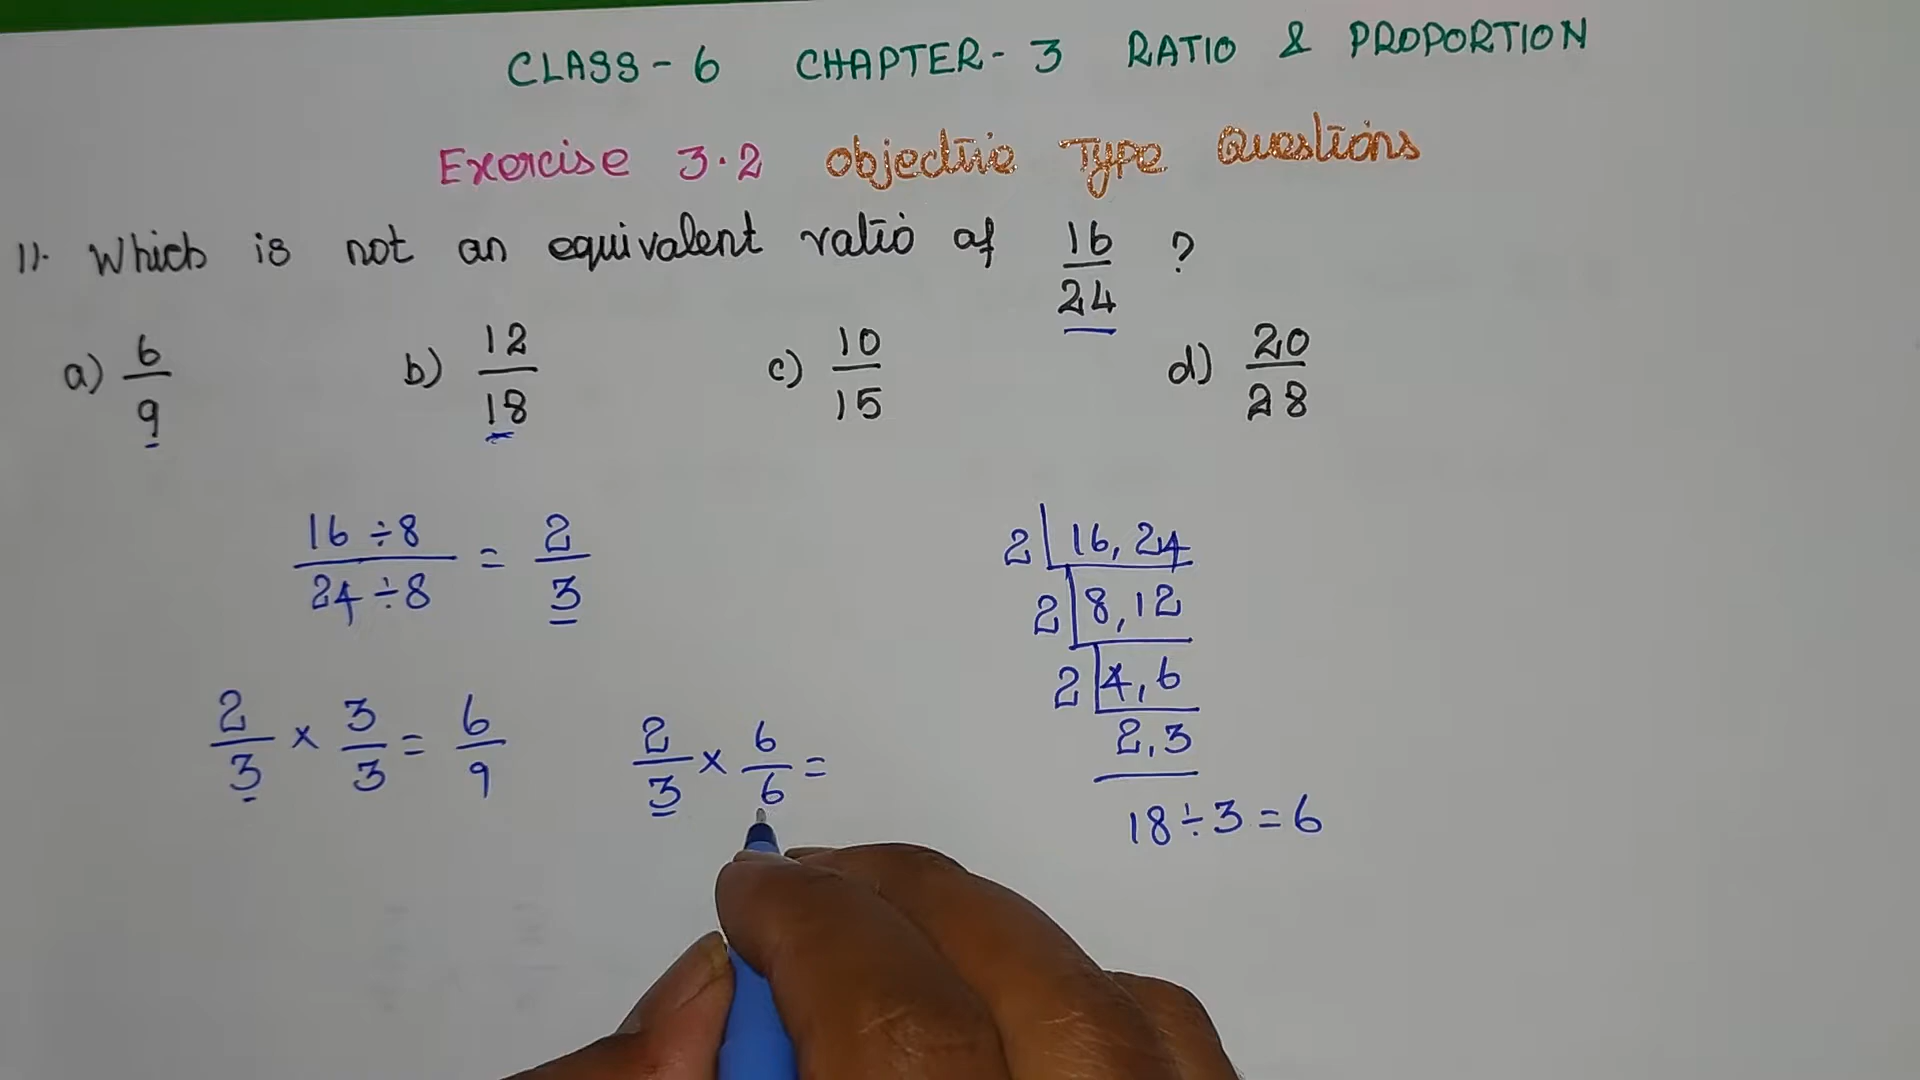 CLASS-6 CHAPTER-3 RATIO & PROPORTION
Exercise 3.2 Objective Type Questions
11. Which is not an equivalent ratio of 16/24 ?
a) 6/9 b) 12/18 c) 10/15 d) 20/28
16÷8/24÷8 = 2/3
2/3 × 3/3 = 6/9
2/3 × 6/6 =
2 | 16, 24
2 | 8, 12
2 | 4, 6
2, 3
18÷3=6